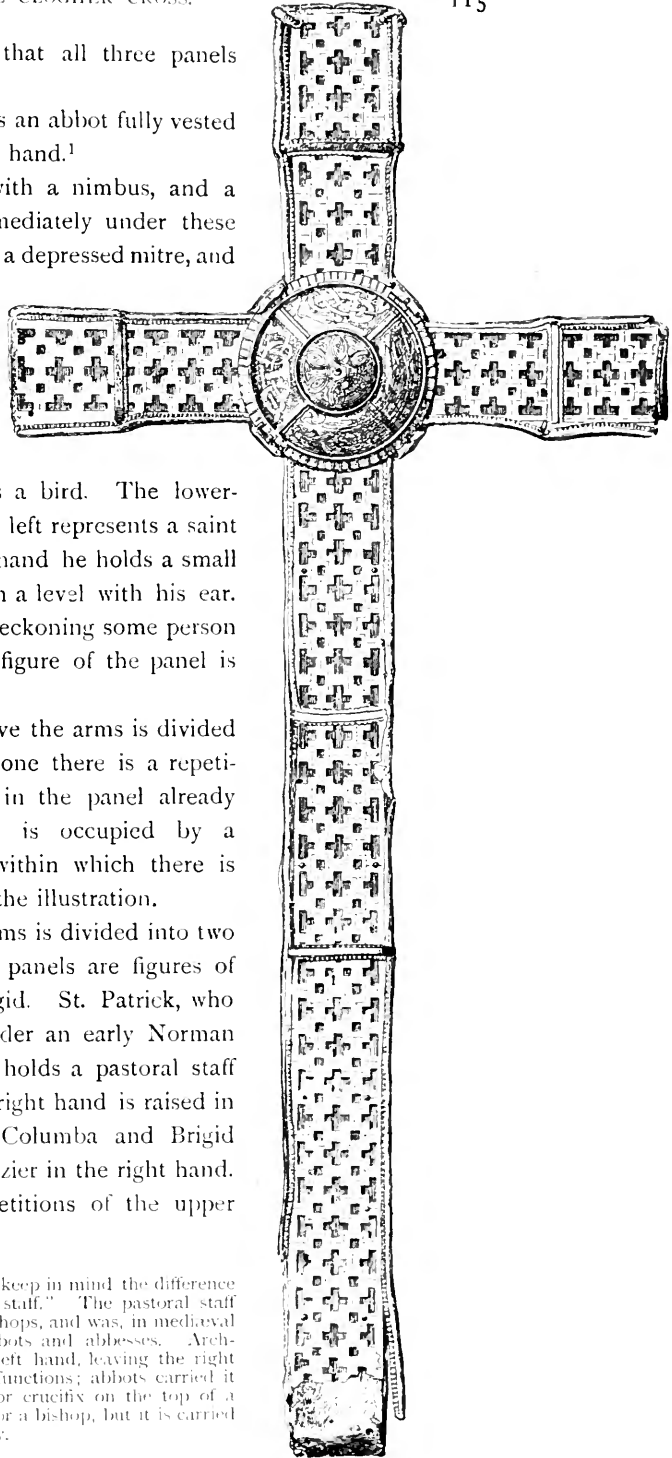 CLOGHER CROSS.
115
that all three panels
s an abbot fully vested
hand.¹
with a nimbus, and a
mediately under these
a depressed mitre, and
s a bird. The lower-
left represents a saint
hand he holds a small
n a level with his ear.
eckoning some person
figure of the panel is
ve the arms is divided
one there is a repeti-
in the panel already
is occupied by a
within which there is
the illustration.
ms is divided into two
panels are figures of
gid. St. Patrick, who
der an early Norman
holds a pastoral staff
right hand is raised in
Columba and Brigid
zier in the right hand.
etitions of the upper
keep in mind the difference
staff." The pastoral staff
hops, and was, in mediæval
bots and abbesses. Arch-
eft hand, leaving the right
functions; abbots carried it
or crucifix on the top of a
or a bishop, but it is carried